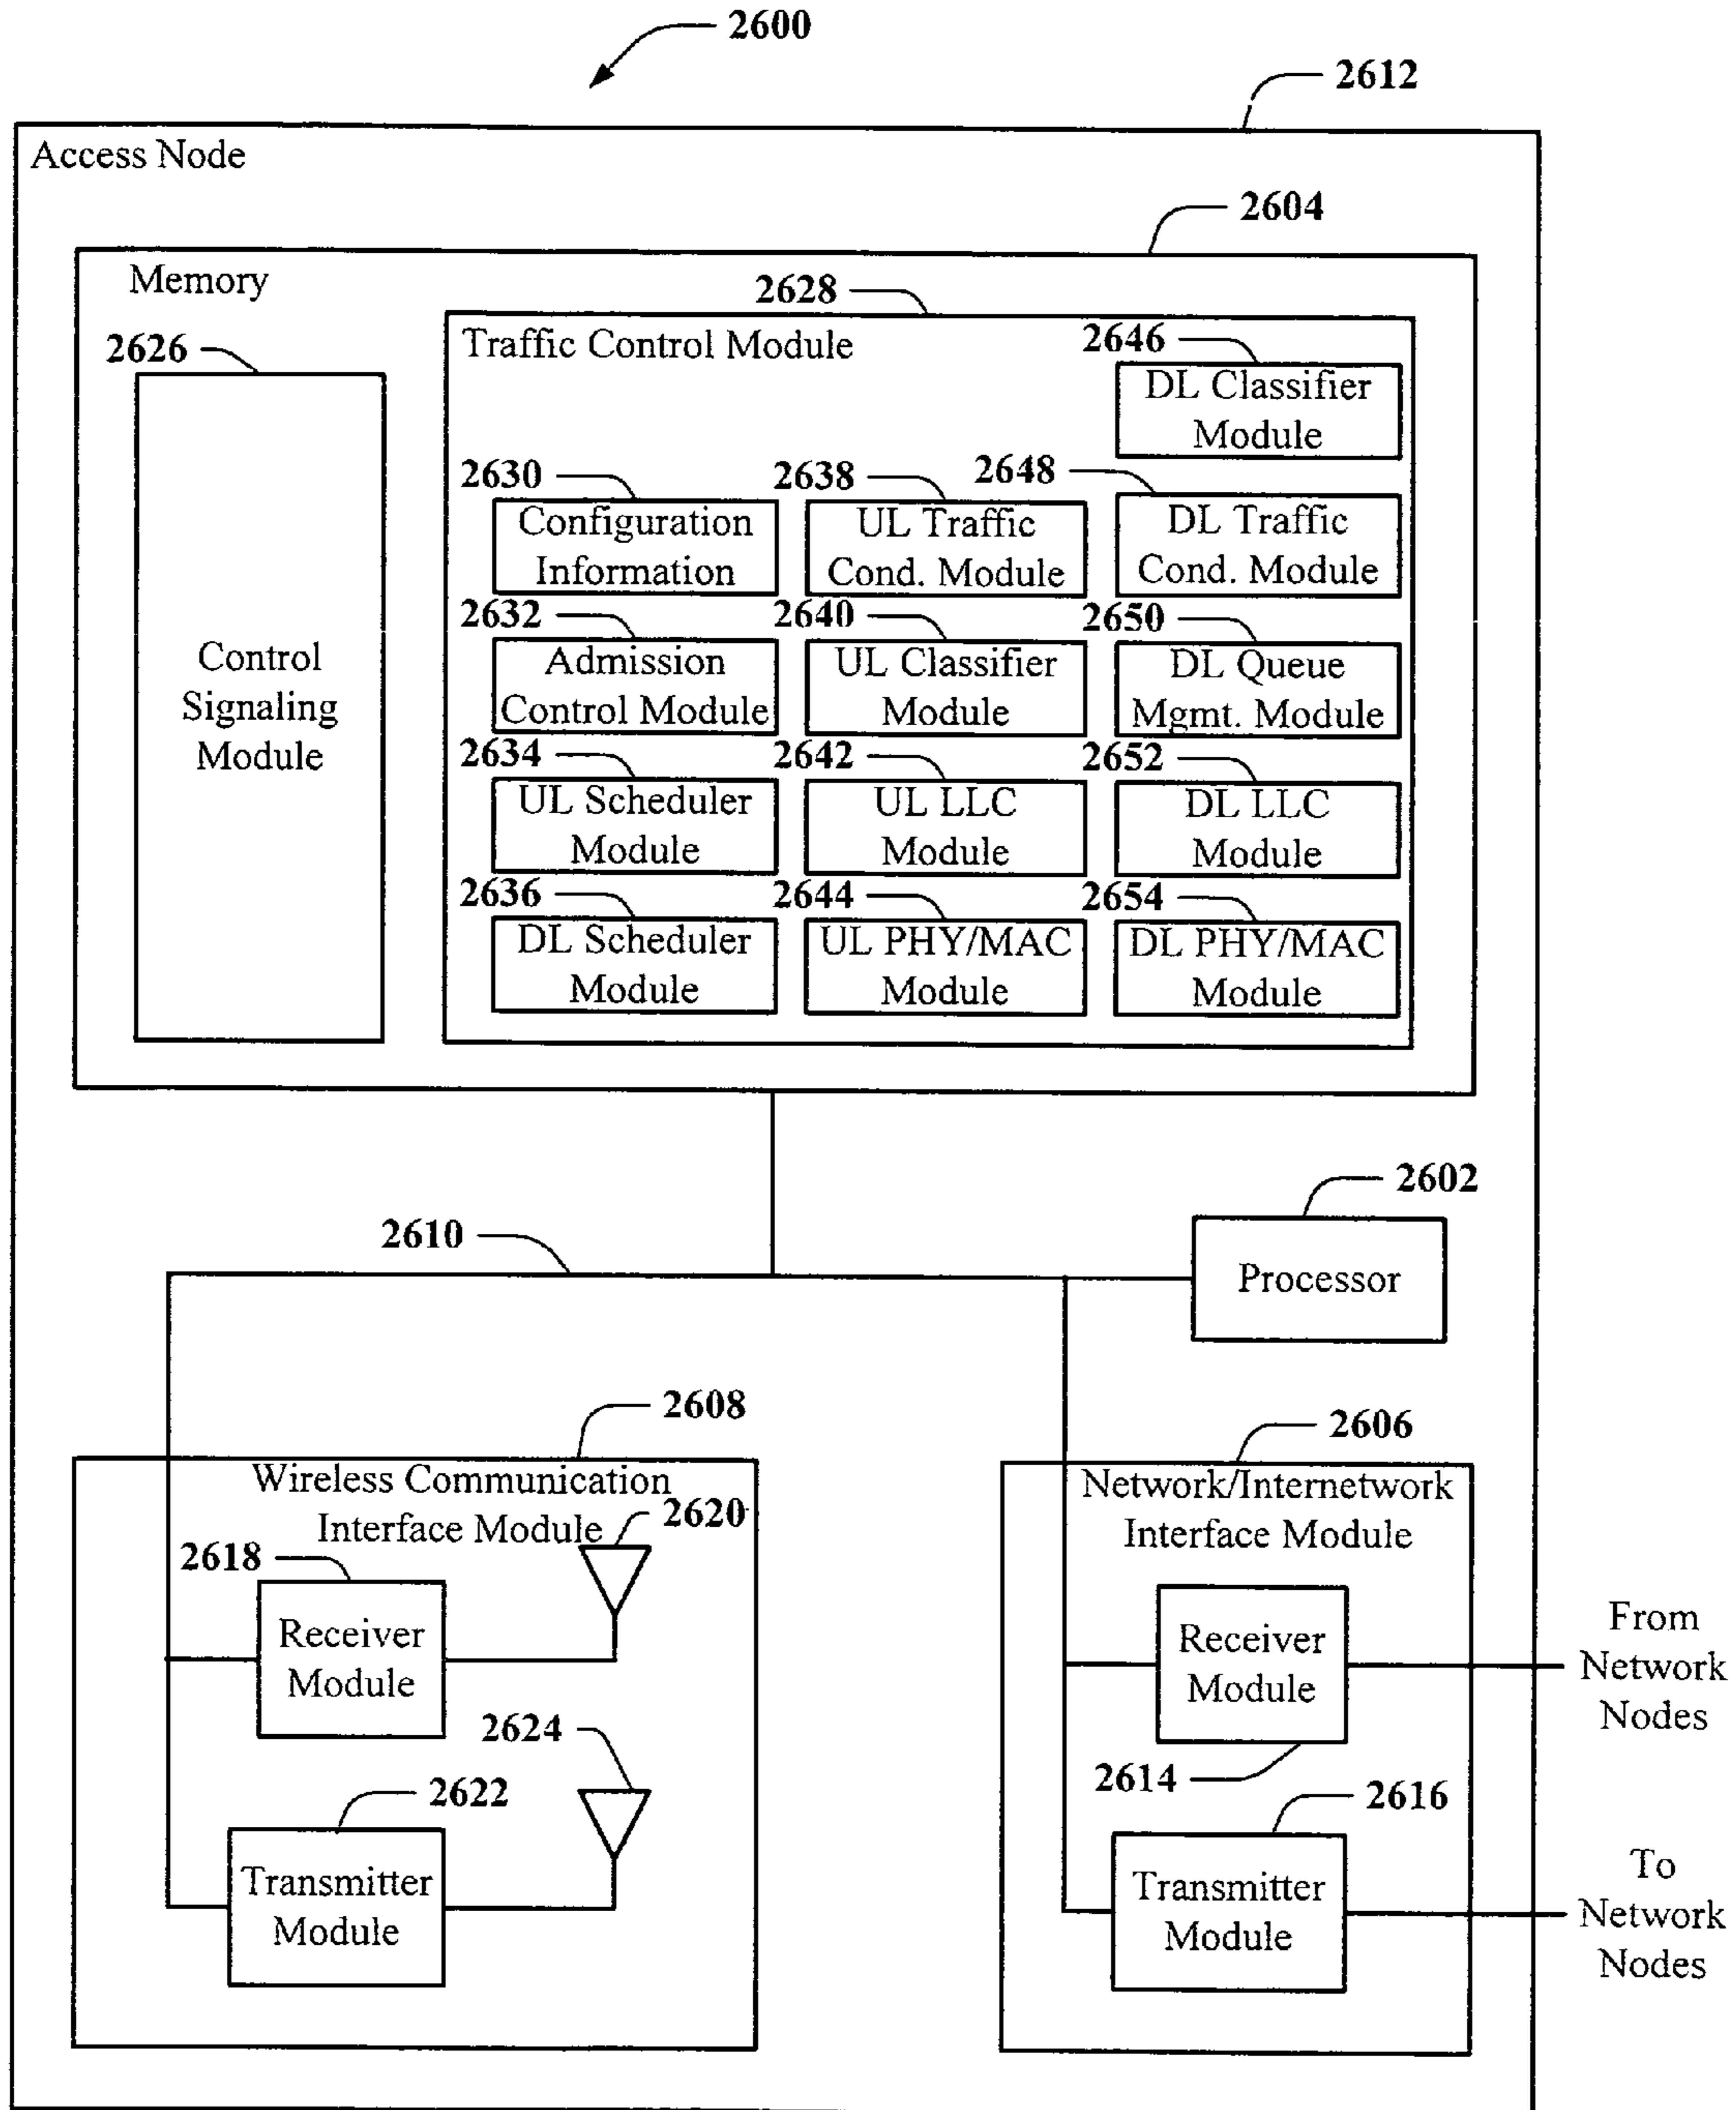 2600
2612
Access Node
2604
Memory
2628
2626
Traffic Control Module
2646
DL Classifier
Module
2630
2638
2648
Configuration
Information
UL Traffic
Cond. Module
DL Traffic
Cond. Module
2632
2640
2650
Admission
Control Module
UL Classifier
Module
DL Queue
Mgmt. Module
Control
Signaling
Module
2634
2642
2652
UL Scheduler
Module
UL LLC
Module
DL LLC
Module
2636
2644
2654
DL Scheduler
Module
UL PHY/MAC
Module
DL PHY/MAC
Module
2602
2610
Processor
2608
2606
Wireless Communication
Interface Module
2620
Network/Internetwork
Interface Module
2618
Receiver
Module
Receiver
Module
From
Network
Nodes
2624
2614
2622
2616
Transmitter
Module
Transmitter
Module
To
Network
Nodes